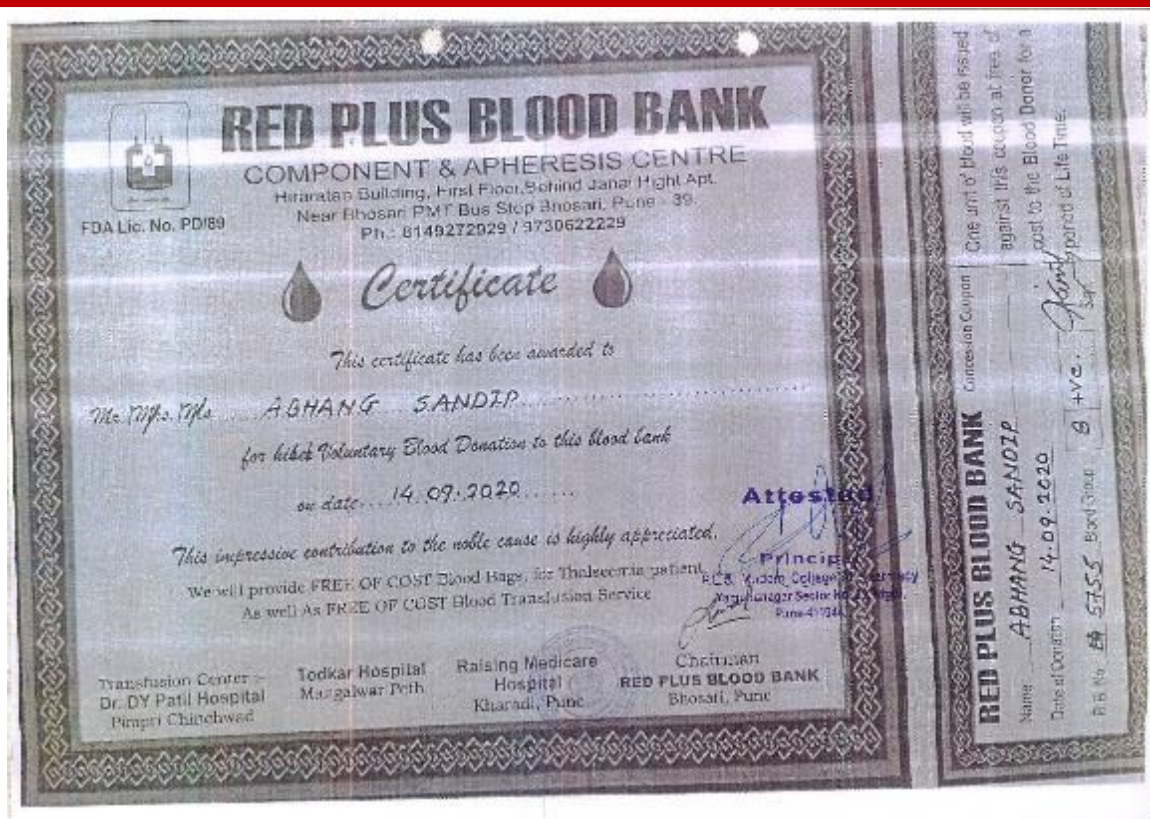 RED PLUS BLOOD BANK
COMPONENT & APHERESIS CENTRE
Hiraratan Building, First Floor, Behind Janai Hight Apt.
Near Bhosari PMT Bus Stop Bhosari, Pune - 39.
FDA Lic. No. PD/89
Ph.: 8149272929 / 9730622229
Certificate
This certificate has been awarded to
Mr. Mrs. Ms. ABHANG SANDIP
for his Voluntary Blood Donation to this blood bank
on date 14.09.2020
This impressive contribution to the noble cause is highly appreciated.
We will provide FREE OF COST Blood Bags, for Thalseemia patient
As well As FREE OF COST Blood Transfusion Service
Attested
Principal
Pune
Transfusion Center :-
Dr. DY Patil Hospital
Pimpri Chinchwad
Todkar Hospital
Mangalwar Peth
Raising Medicare
Hospital
Kharadi, Pune
Chairman
RED PLUS BLOOD BANK
Bhosari, Pune
RED PLUS BLOOD BANK
Concession Coupon
Name ABHANG SANDIP
Date of Donation 14.09.2020
B.B. No 5755 Blood Group B +ve.
One unit of blood will be issued
against this coupon at free of
cost to the Blood Donor for a
period of Life Time.